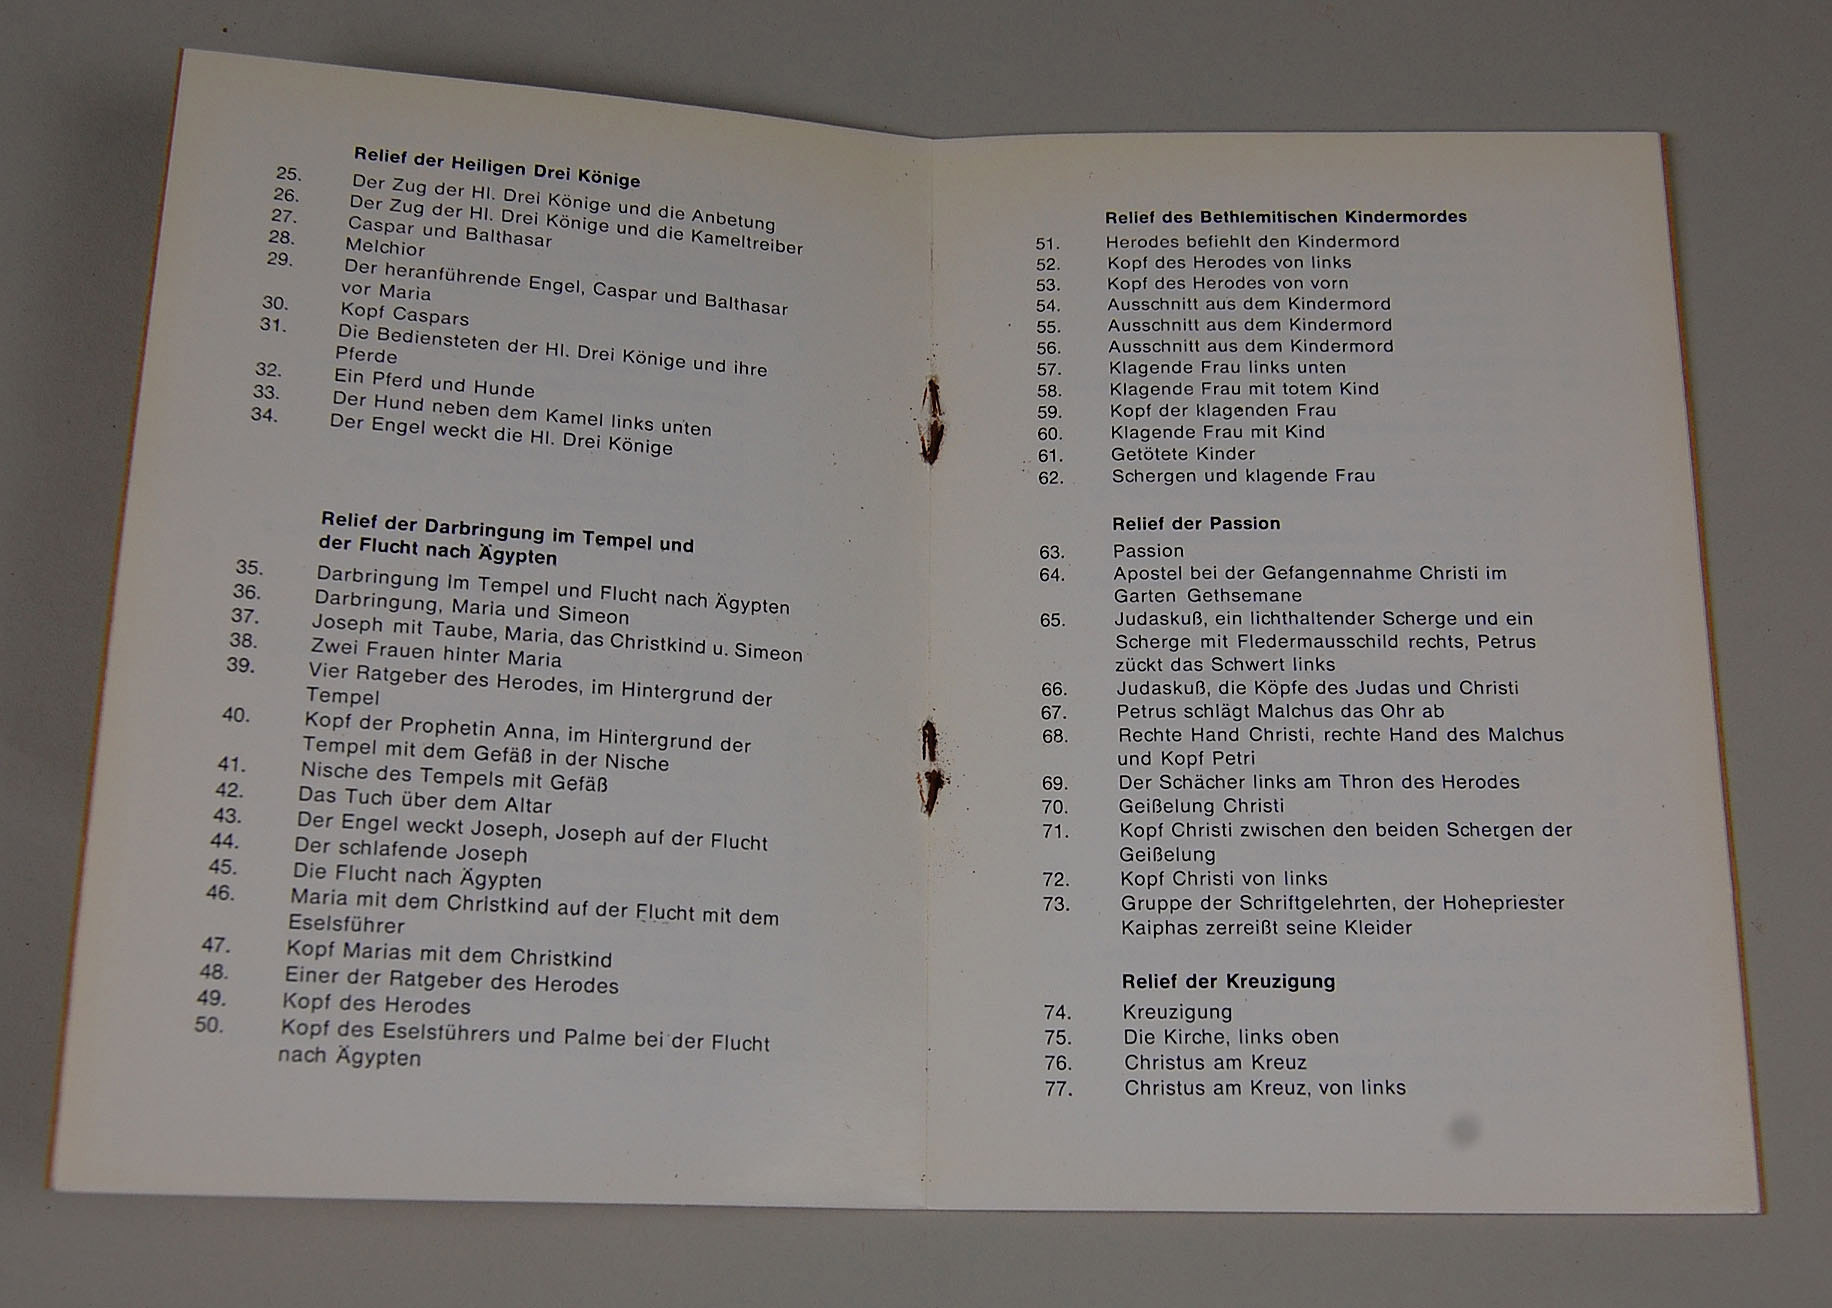 Relief der Heiligen Drei Könige
25. Der Zug der Hl. Drei Könige und die Anbetung
26. Der Zug der Hl. Drei Könige und die Kameltreiber
27. Caspar und Balthasar
28. Melchior
29. Der heranführende Engel, Caspar und Balthasar
vor Maria
30. Kopf Caspars
31. Die Bediensteten der Hl. Drei Könige und ihre
Pferde
32. Ein Pferd und Hunde
33. Der Hund neben dem Kamel links unten
34. Der Engel weckt die Hl. Drei Könige
Relief der Darbringung im Tempel und
der Flucht nach Ägypten
35. Darbringung im Tempel und Flucht nach Ägypten
36. Darbringung, Maria und Simeon
37. Joseph mit Taube, Maria, das Christkind u. Simeon
38. Zwei Frauen hinter Maria
39. Vier Ratgeber des Herodes, im Hintergrund der
Tempel
40. Kopf der Prophetin Anna, im Hintergrund der
Tempel mit dem Gefäß in der Nische
41. Nische des Tempels mit Gefäß
42. Das Tuch über dem Altar
43. Der Engel weckt Joseph, Joseph auf der Flucht
44. Der schlafende Joseph
45. Die Flucht nach Ägypten
46. Maria mit dem Christkind auf der Flucht mit dem
Eselsführer
47. Kopf Marias mit dem Christkind
48. Einer der Ratgeber des Herodes
49. Kopf des Herodes
50. Kopf des Eselsführers und Palme bei der Flucht
nach Ägypten
Relief des Bethlemitischen Kindermordes
51. Herodes befiehlt den Kindermord
52. Kopf des Herodes von links
53. Kopf des Herodes von vorn
54. Ausschnitt aus dem Kindermord
55. Ausschnitt aus dem Kindermord
56. Ausschnitt aus dem Kindermord
57. Klagende Frau links unten
58. Klagende Frau mit totem Kind
59. Kopf der klagenden Frau
60. Klagende Frau mit Kind
61. Getötete Kinder
62. Schergen und klagende Frau
Relief der Passion
63. Passion
64. Apostel bei der Gefangennahme Christi im
Garten Gethsemane
65. Judaskuß, ein lichthaltender Scherge und ein
Scherge mit Fledermausschild rechts, Petrus
zückt das Schwert links
66. Judaskuß, die Köpfe des Judas und Christi
67. Petrus schlägt Malchus das Ohr ab
68. Rechte Hand Christi, rechte Hand des Malchus
und Kopf Petri
69. Der Schächer links am Thron des Herodes
70. Geißelung Christi
71. Kopf Christi zwischen den beiden Schergen der
Geißelung
72. Kopf Christi von links
73. Gruppe der Schriftgelehrten, der Hohepriester
Kaiphas zerreißt seine Kleider
Relief der Kreuzigung
74. Kreuzigung
75. Die Kirche, links oben
76. Christus am Kreuz
77. Christus am Kreuz, von links